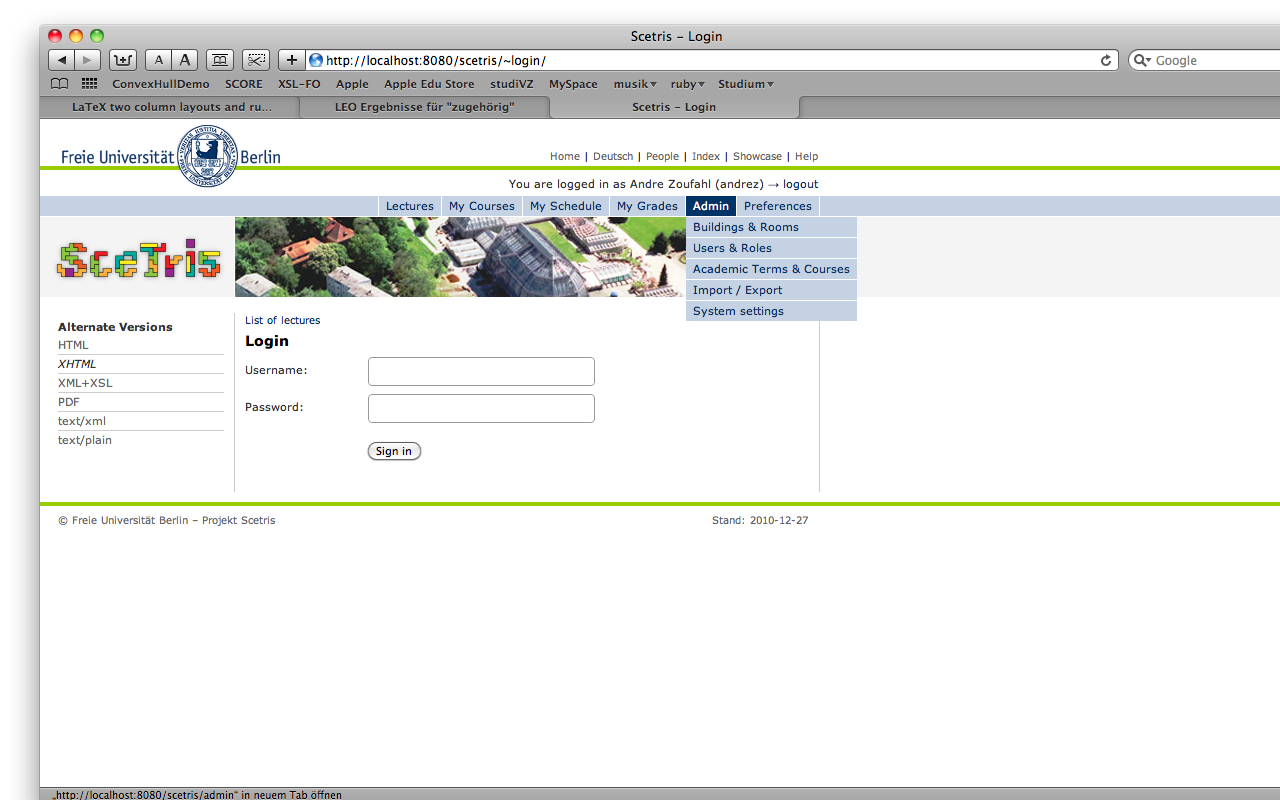 Scetris – Login
A A + http://localhost:8080/scetris/~login/ Google
ConvexHullDemo SCORE XSL-FO Apple Apple Edu Store studiVZ MySpace musik ruby Studium
LaTeX two column layouts and ru... LEO Ergebnisse für "zugehörig" Scetris – Login
Freie Universität Berlin
Home | Deutsch | People | Index | Showcase | Help
You are logged in as Andre Zoufahl (andrez) → logout
Lectures My Courses My Schedule My Grades Admin Preferences
Buildings & Rooms
Users & Roles
Academic Terms & Courses
Import / Export
System settings
SceTris
Alternate Versions
HTML
XHTML
XML+XSL
PDF
text/xml
text/plain
List of lectures
Login
Username:
Password:
Sign in
© Freie Universität Berlin – Projekt Scetris Stand: 2010-12-27
„http://localhost:8080/scetris/admin“ in neuem Tab öffnen